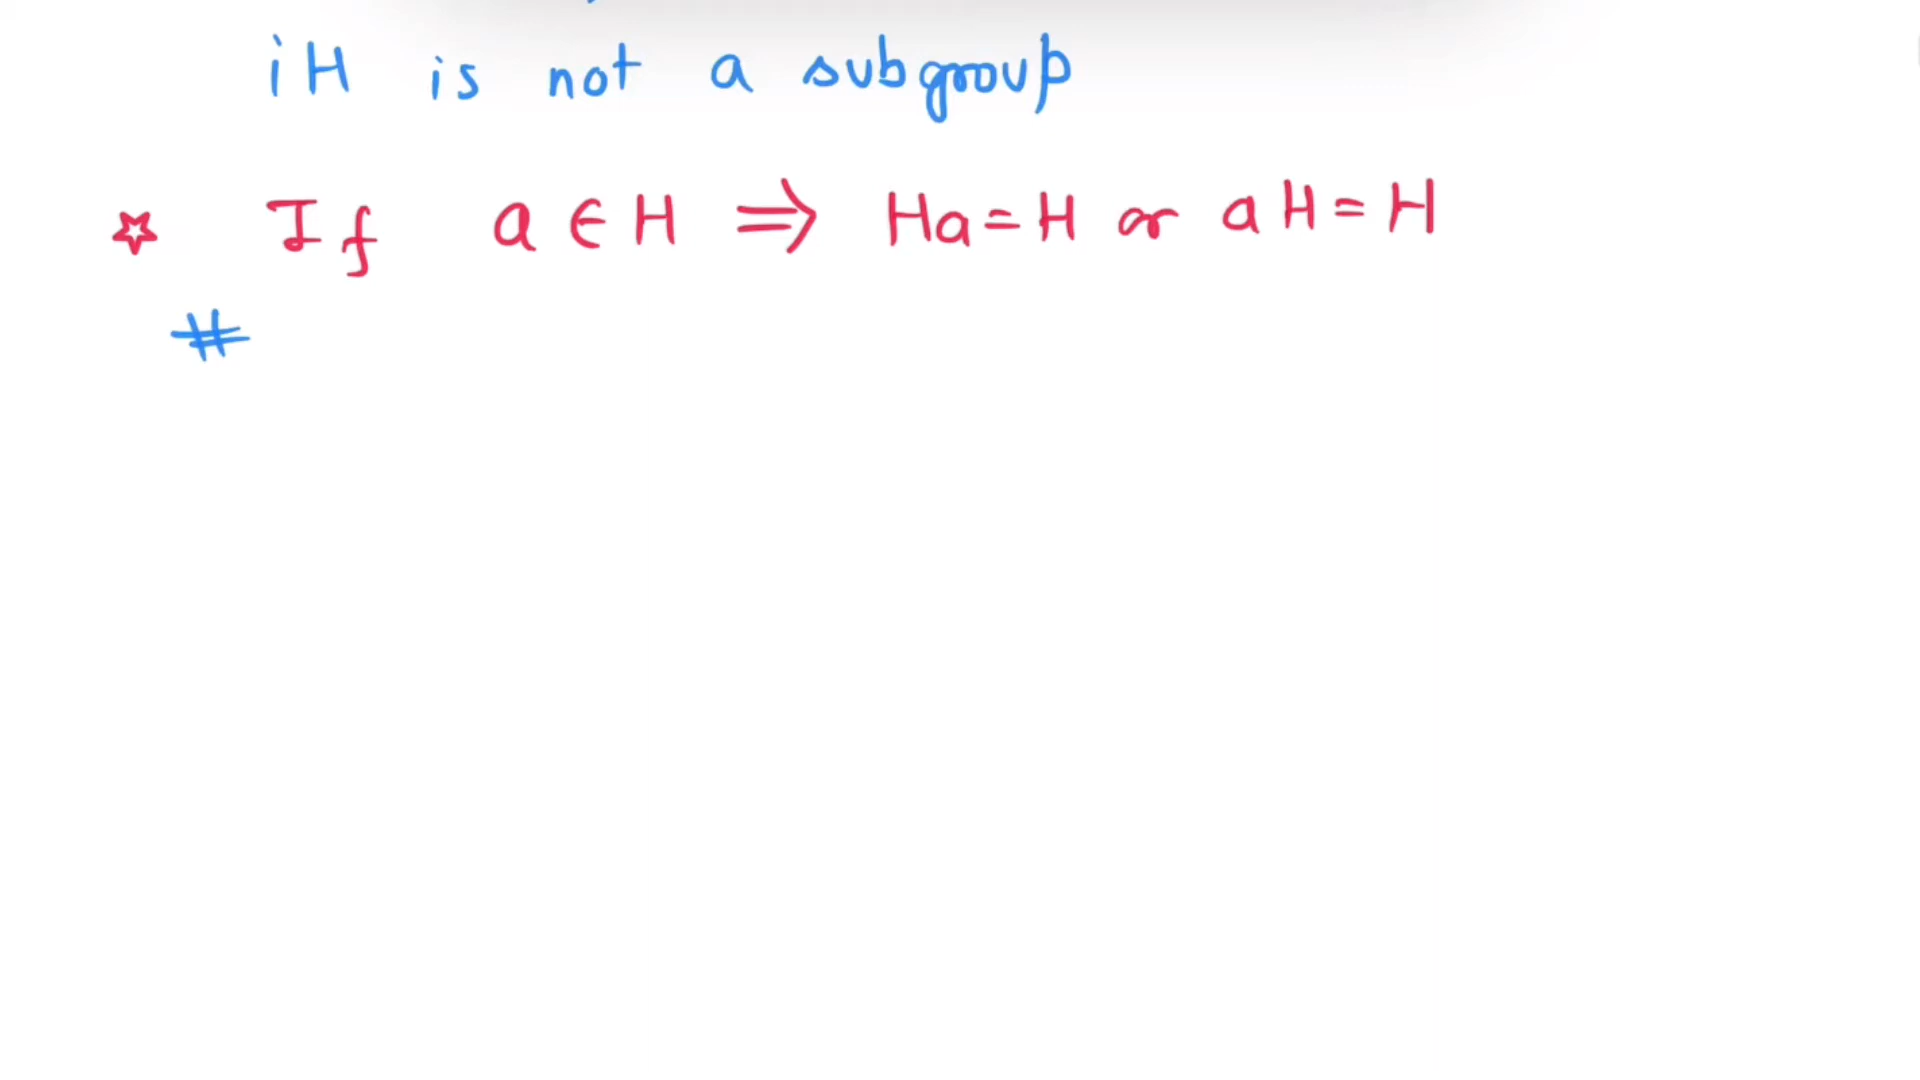 iH is not a subgroup
☆ If a ∈ H ⇒ Ha = H or aH = H
#